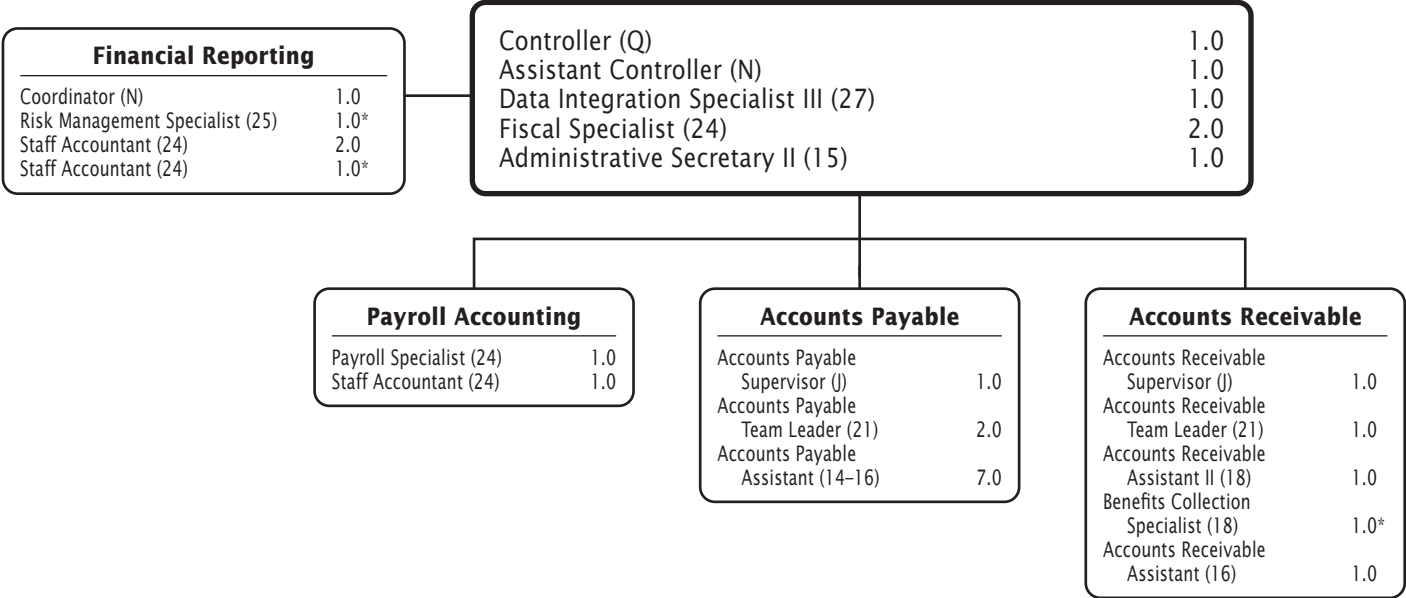 Financial Reporting
Coordinator (N) 1.0
Risk Management Specialist (25) 1.0*
Staff Accountant (24) 2.0
Staff Accountant (24) 1.0*
Controller (Q) 1.0
Assistant Controller (N) 1.0
Data Integration Specialist III (27) 1.0
Fiscal Specialist (24) 2.0
Administrative Secretary II (15) 1.0
Payroll Accounting
Payroll Specialist (24) 1.0
Staff Accountant (24) 1.0
Accounts Payable
Accounts Payable
Supervisor (J) 1.0
Accounts Payable
Team Leader (21) 2.0
Accounts Payable
Assistant (14–16) 7.0
Accounts Receivable
Accounts Receivable
Supervisor (J) 1.0
Accounts Receivable
Team Leader (21) 1.0
Accounts Receivable
Assistant II (18) 1.0
Benefits Collection
Specialist (18) 1.0*
Accounts Receivable
Assistant (16) 1.0